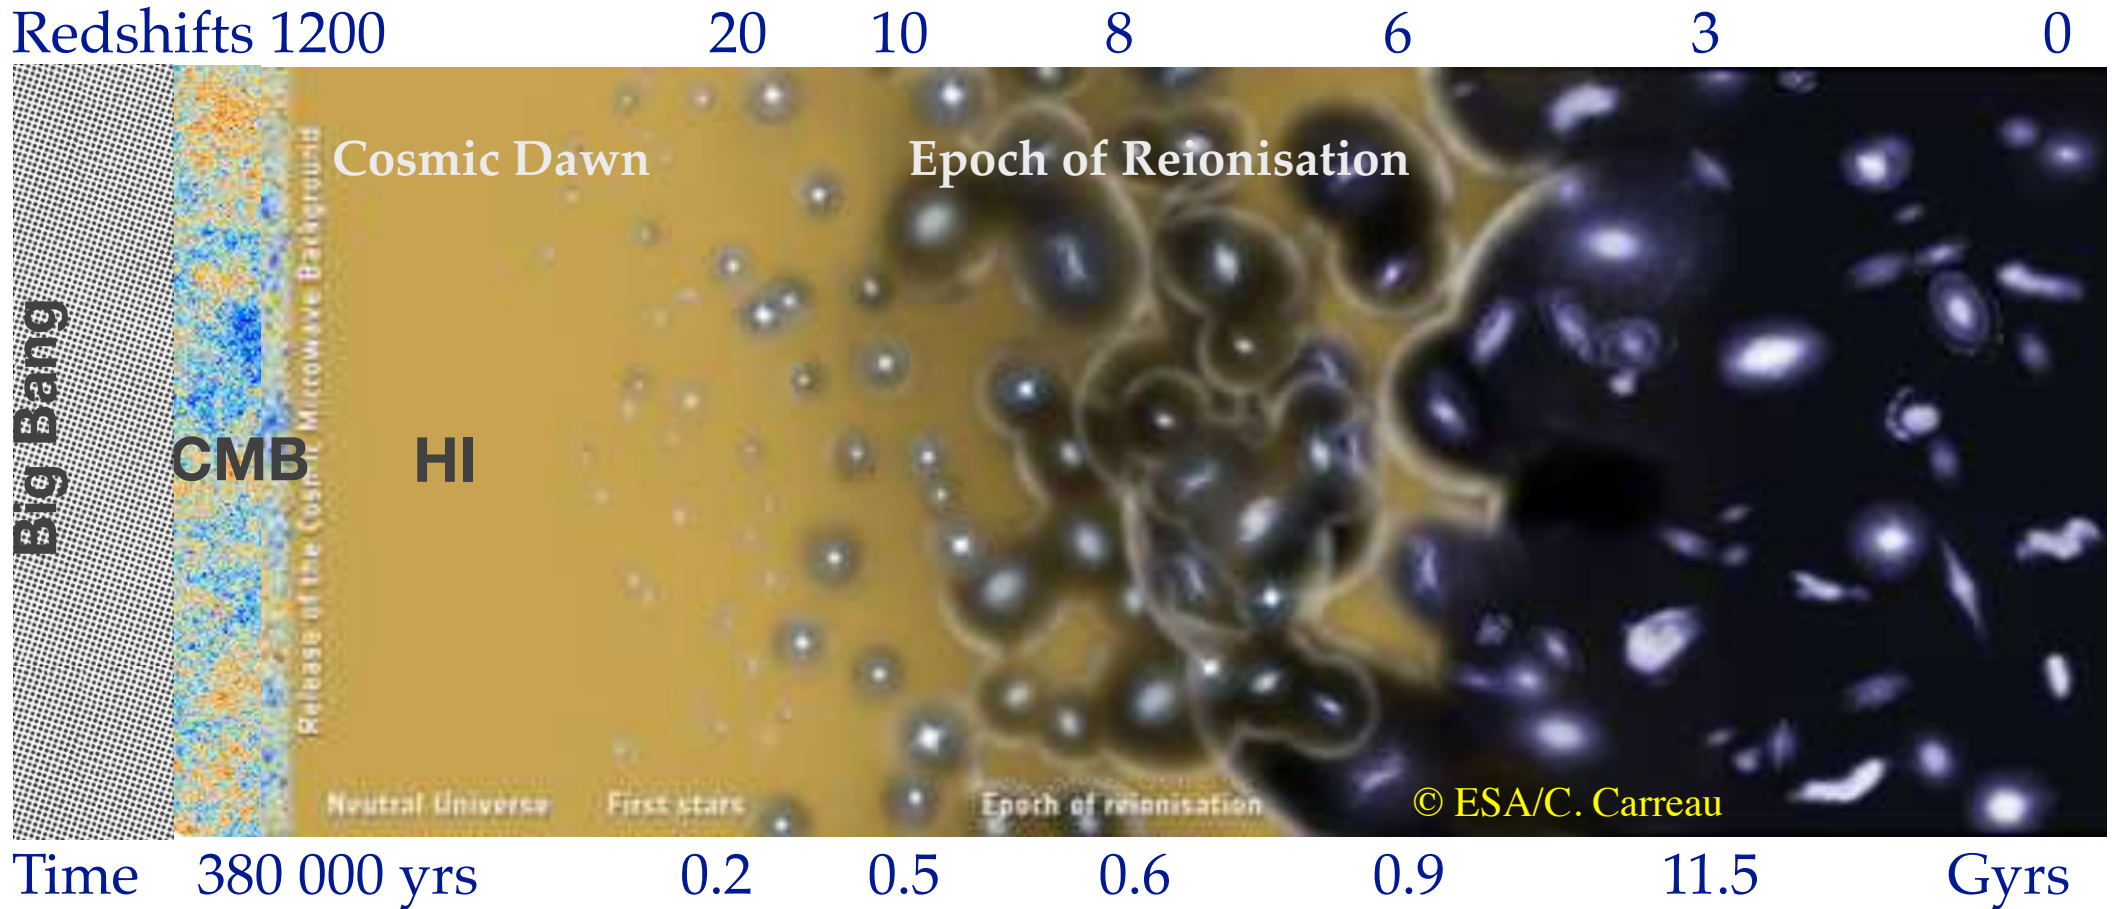 Redshifts 1200 20 10 8 6 3 0
Cosmic Dawn
Epoch of Reionisation
Big Bang
CMB
Release of the Cosmic Microwave Background
HI
Neutral Universe
First stars
Epoch of reionisation
© ESA/C. Carreau
Time 380 000 yrs 0.2 0.5 0.6 0.9 11.5 Gyrs